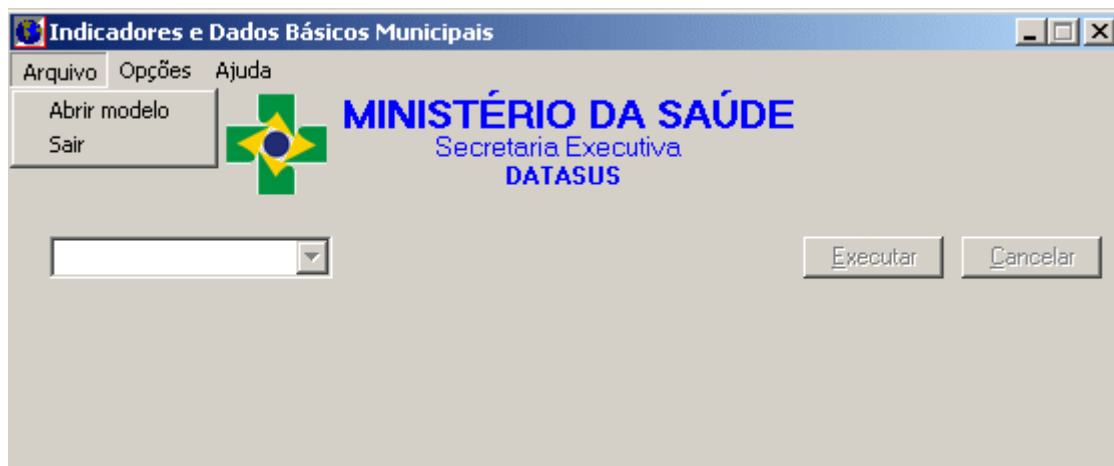 Indicadores e Dados Básicos Municipais
Arquivo Opções Ajuda
Abrir modelo
Sair
MINISTÉRIO DA SAÚDE
Secretaria Executiva
DATASUS
Executar Cancelar